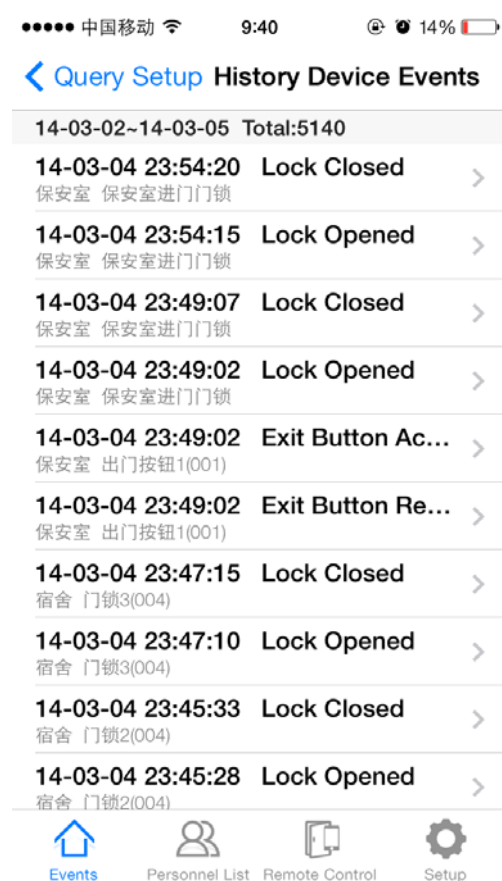 中国移动 9:40 14%
Query Setup History Device Events
14-03-02~14-03-05 Total:5140
14-03-04 23:54:20 Lock Closed
保安室 保安室进门门锁
14-03-04 23:54:15 Lock Opened
保安室 保安室进门门锁
14-03-04 23:49:07 Lock Closed
保安室 保安室进门门锁
14-03-04 23:49:02 Lock Opened
保安室 保安室进门门锁
14-03-04 23:49:02 Exit Button Ac...
保安室 出门按钮1(001)
14-03-04 23:49:02 Exit Button Re...
保安室 出门按钮1(001)
14-03-04 23:47:15 Lock Closed
宿舍 门锁3(004)
14-03-04 23:47:10 Lock Opened
宿舍 门锁3(004)
14-03-04 23:45:33 Lock Closed
宿舍 门锁2(004)
14-03-04 23:45:28 Lock Opened
宿舍 门锁2(004)
Events Personnel List Remote Control Setup